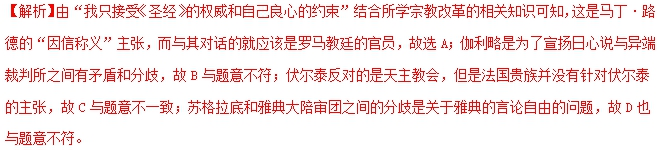 【解析】由“我只接受《圣经》的权威和自己良心的约束”结合所学宗教改革的相关知识可知，这是马丁·路
德的“因信称义”主张，而与其对话的就应该是罗马教廷的官员，故选 A；伽利略是为了宣扬日心说与异端
裁判所之间有矛盾和分歧，故 B 与题意不符；伏尔泰反对的是天主教会，但是法国贵族并没有针对伏尔泰
的主张，故 C 与题意不一致；苏格拉底和雅典大陪审团之间的分歧是关于雅典的言论自由的问题，故 D 也
与题意不符。